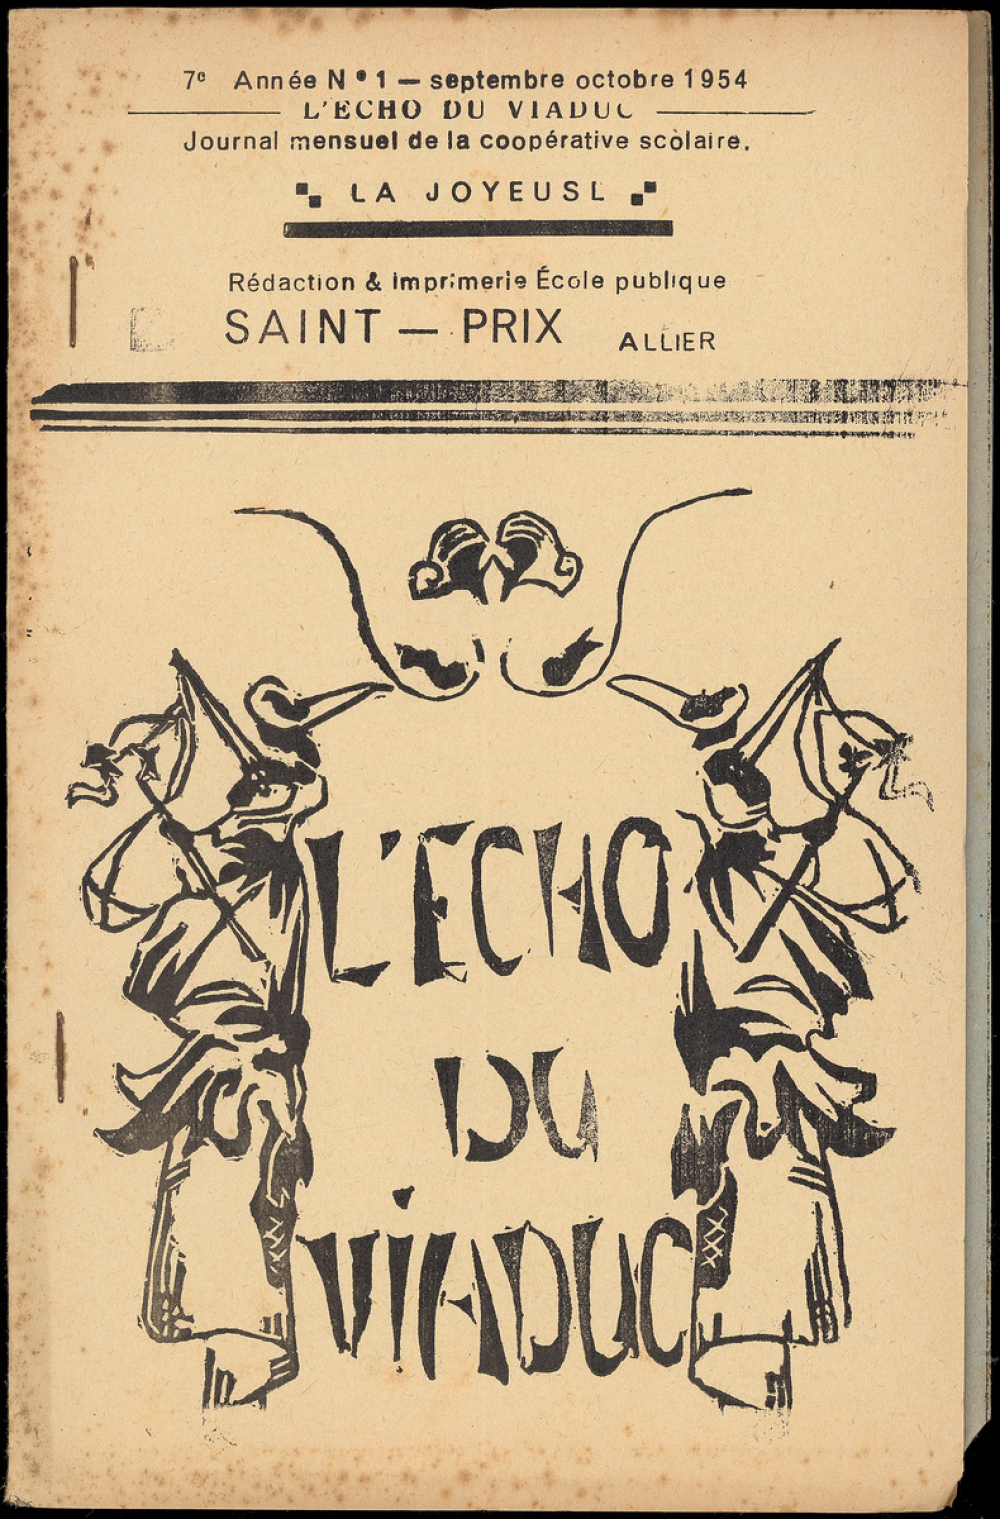 7e Année N° 1 — septembre octobre 1954
L'ECHO DU VIADUC
Journal mensuel de la coopérative scolaire.
LA JOYEUSE
Rédaction & Imprimerie École publique
SAINT — PRIX ALLIER
L'ECHO
DU
VIADUC